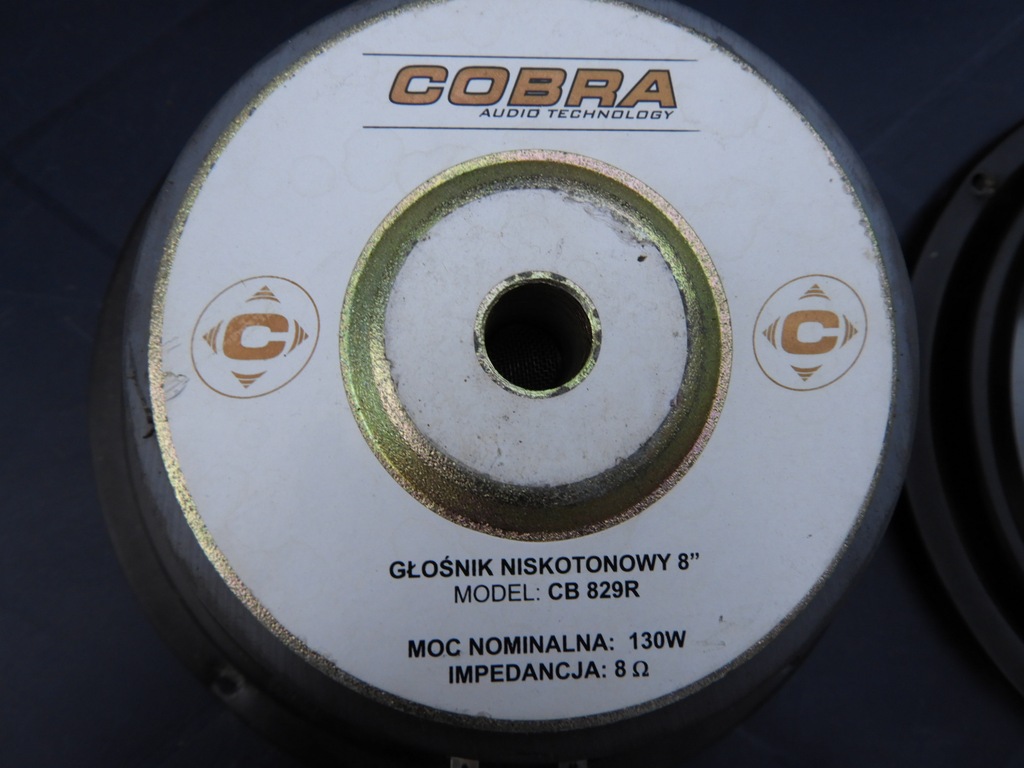 COBRA
AUDIO TECHNOLOGY
C
C
GŁOŚNIK NISKOTONOWY 8”
MODEL: CB 829R
MOC NOMINALNA: 130W
IMPEDANCJA: 8 Ω